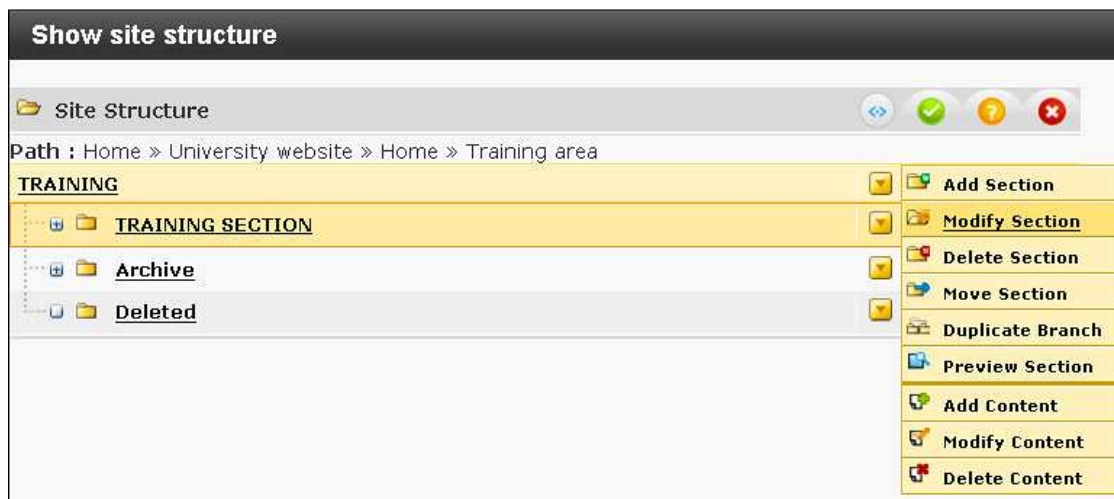 Show site structure
Site Structure
Path : Home » University website » Home » Training area
TRAINING
TRAINING SECTION
Archive
Deleted
Add Section
Modify Section
Delete Section
Move Section
Duplicate Branch
Preview Section
Add Content
Modify Content
Delete Content